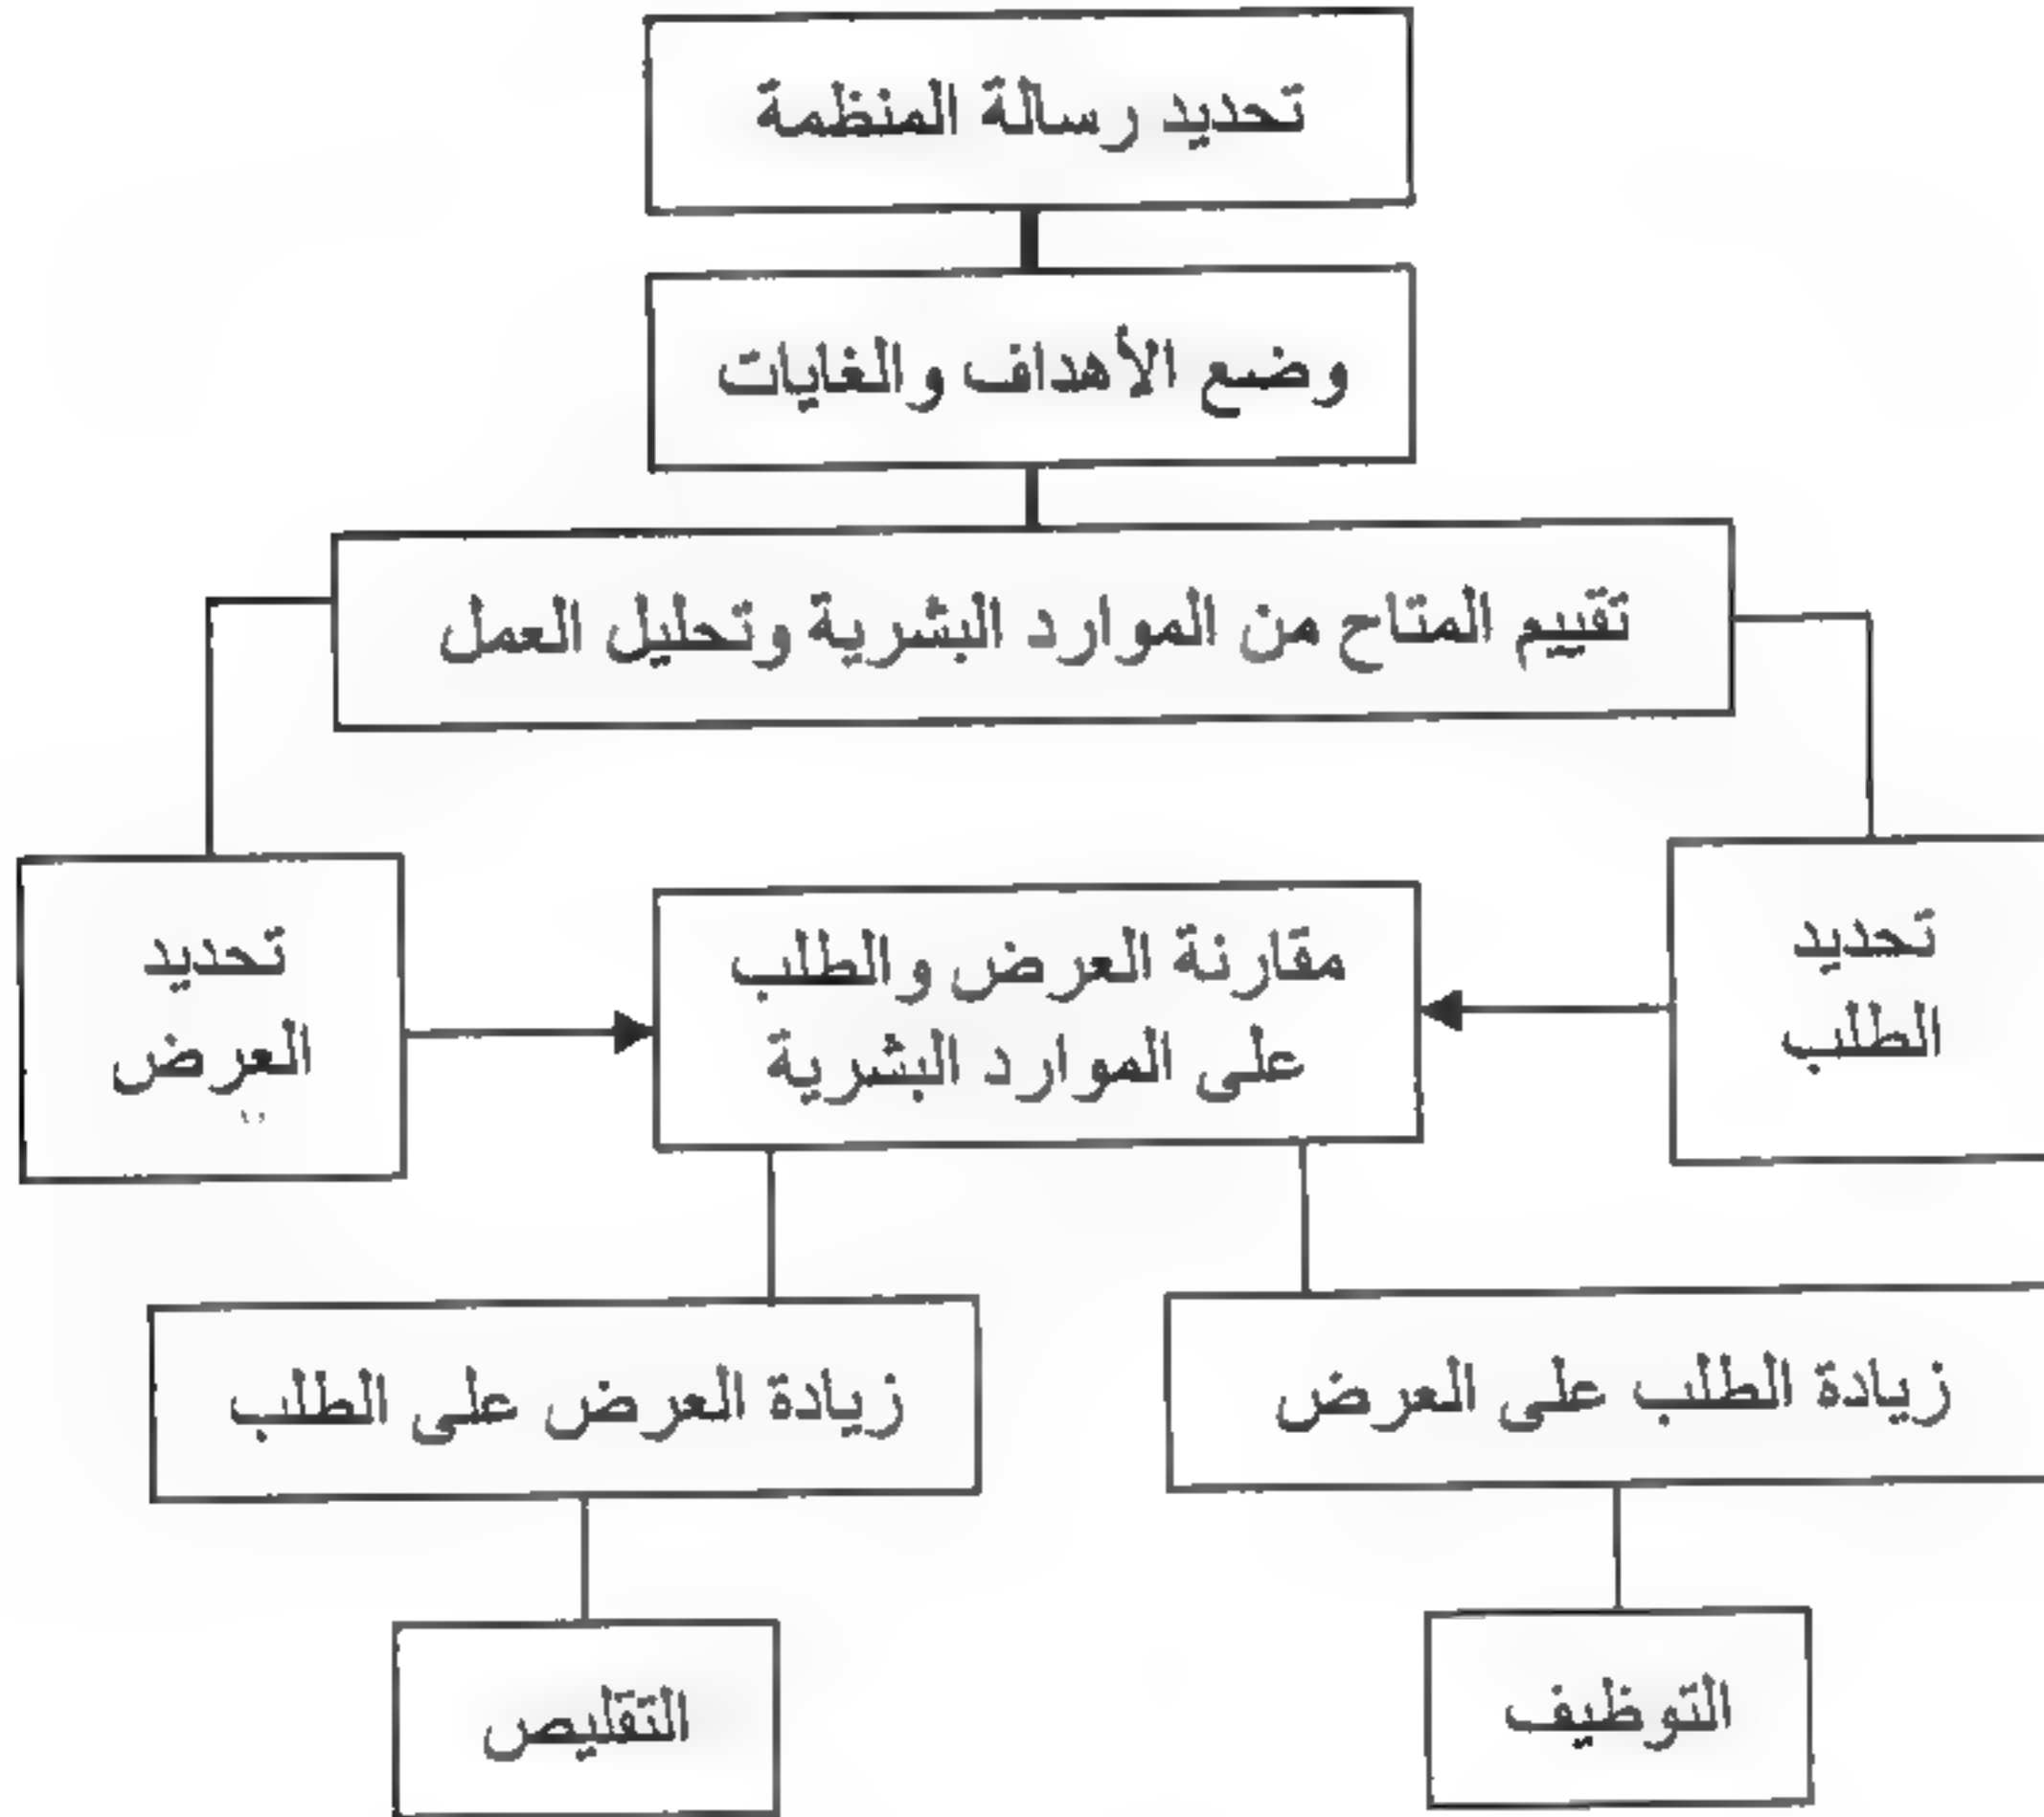 تحديد رسالة المنظمة
وضع الأهداف والغايات
تقييم المتاح من الموارد البشرية وتحليل العمل
تحديد
الطلب
مقارنة العرض والطلب
على الموارد البشرية
تحديد
العرض
زيادة الطلب على العرض
زيادة العرض على الطلب
التوظيف
التقليص